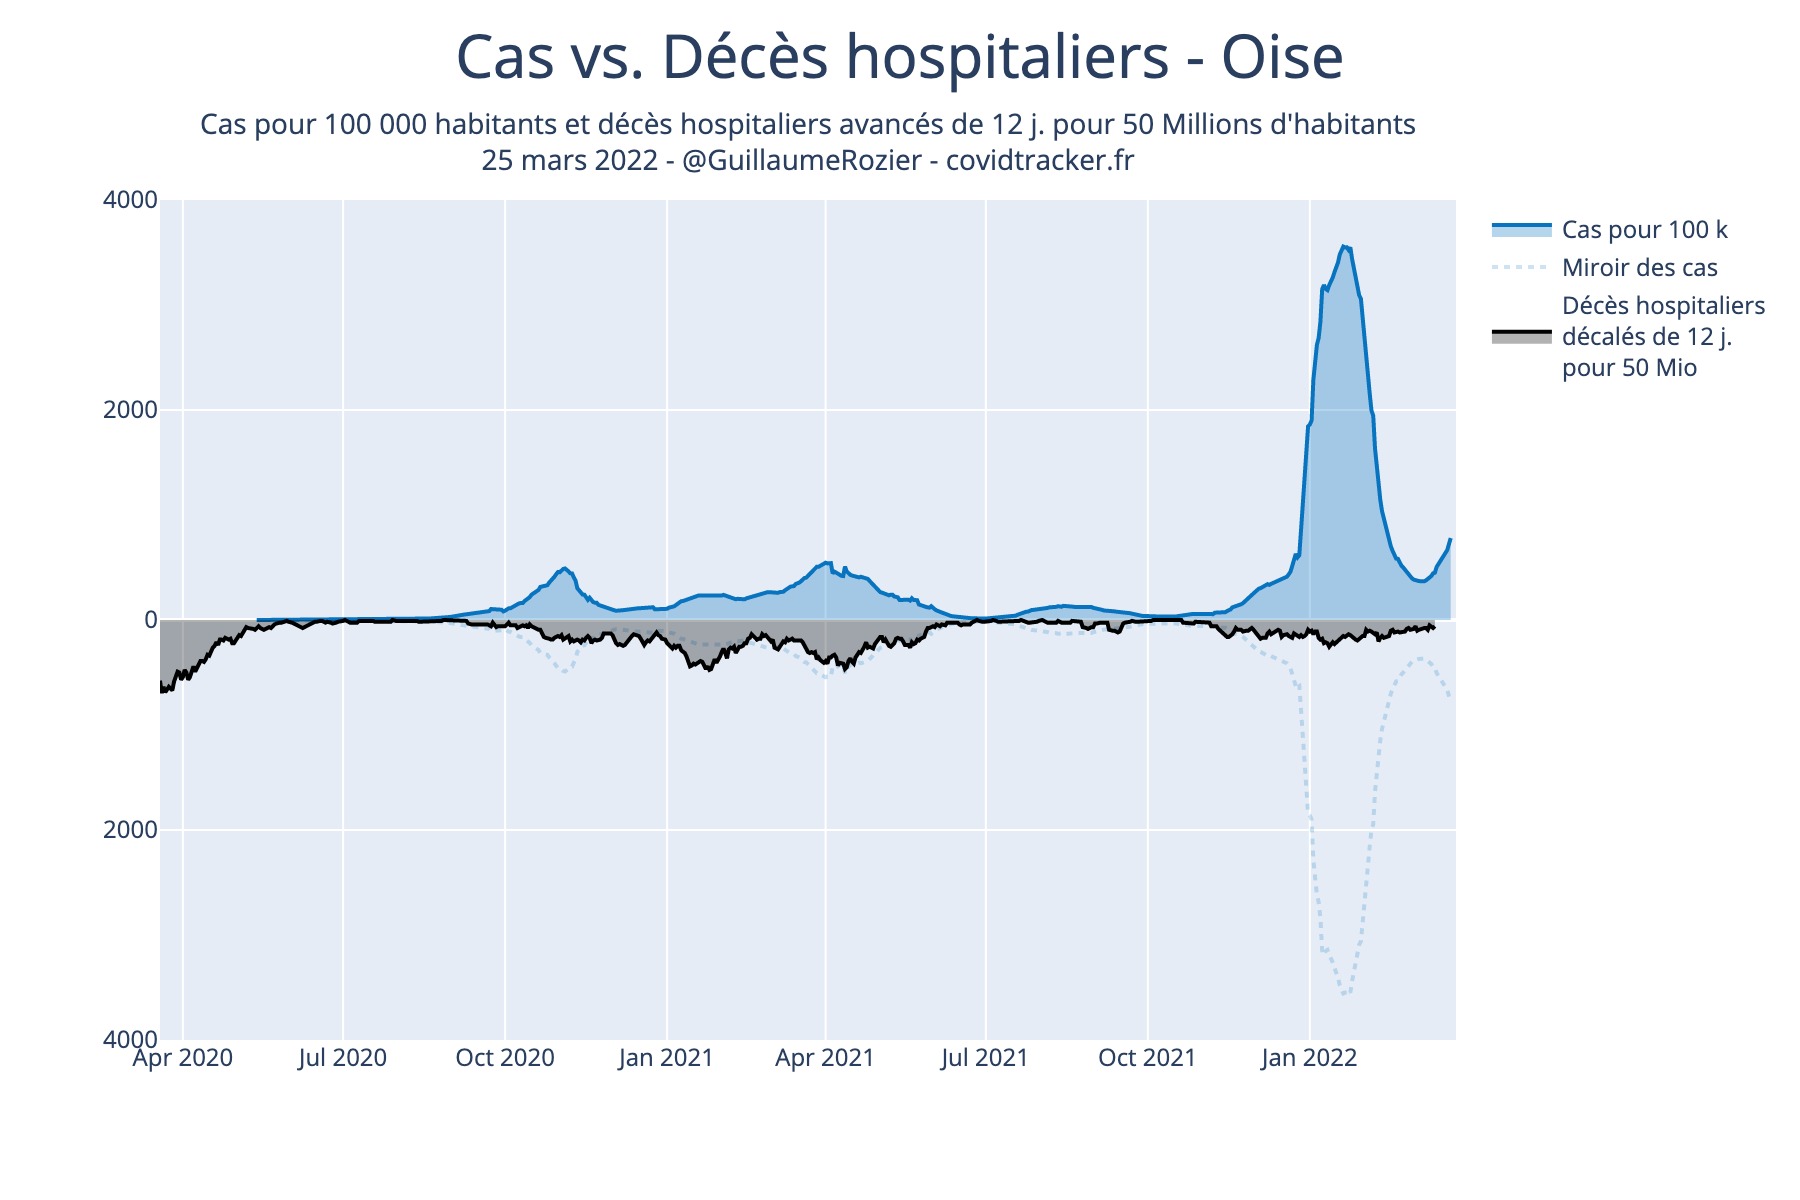 Cas vs. Décès hospitaliers - Oise
Cas pour 100 000 habitants et décès hospitaliers avancés de 12 j. pour 50 Millions d'habitants
25 mars 2022 - @GuillaumeRozier - covidtracker.fr
4000
2000
0
2000
4000
Apr 2020
Jul 2020
Oct 2020
Jan 2021
Apr 2021
Jul 2021
Oct 2021
Jan 2022
Cas pour 100 k
Miroir des cas
Décès hospitaliers
décalés de 12 j.
pour 50 Mio